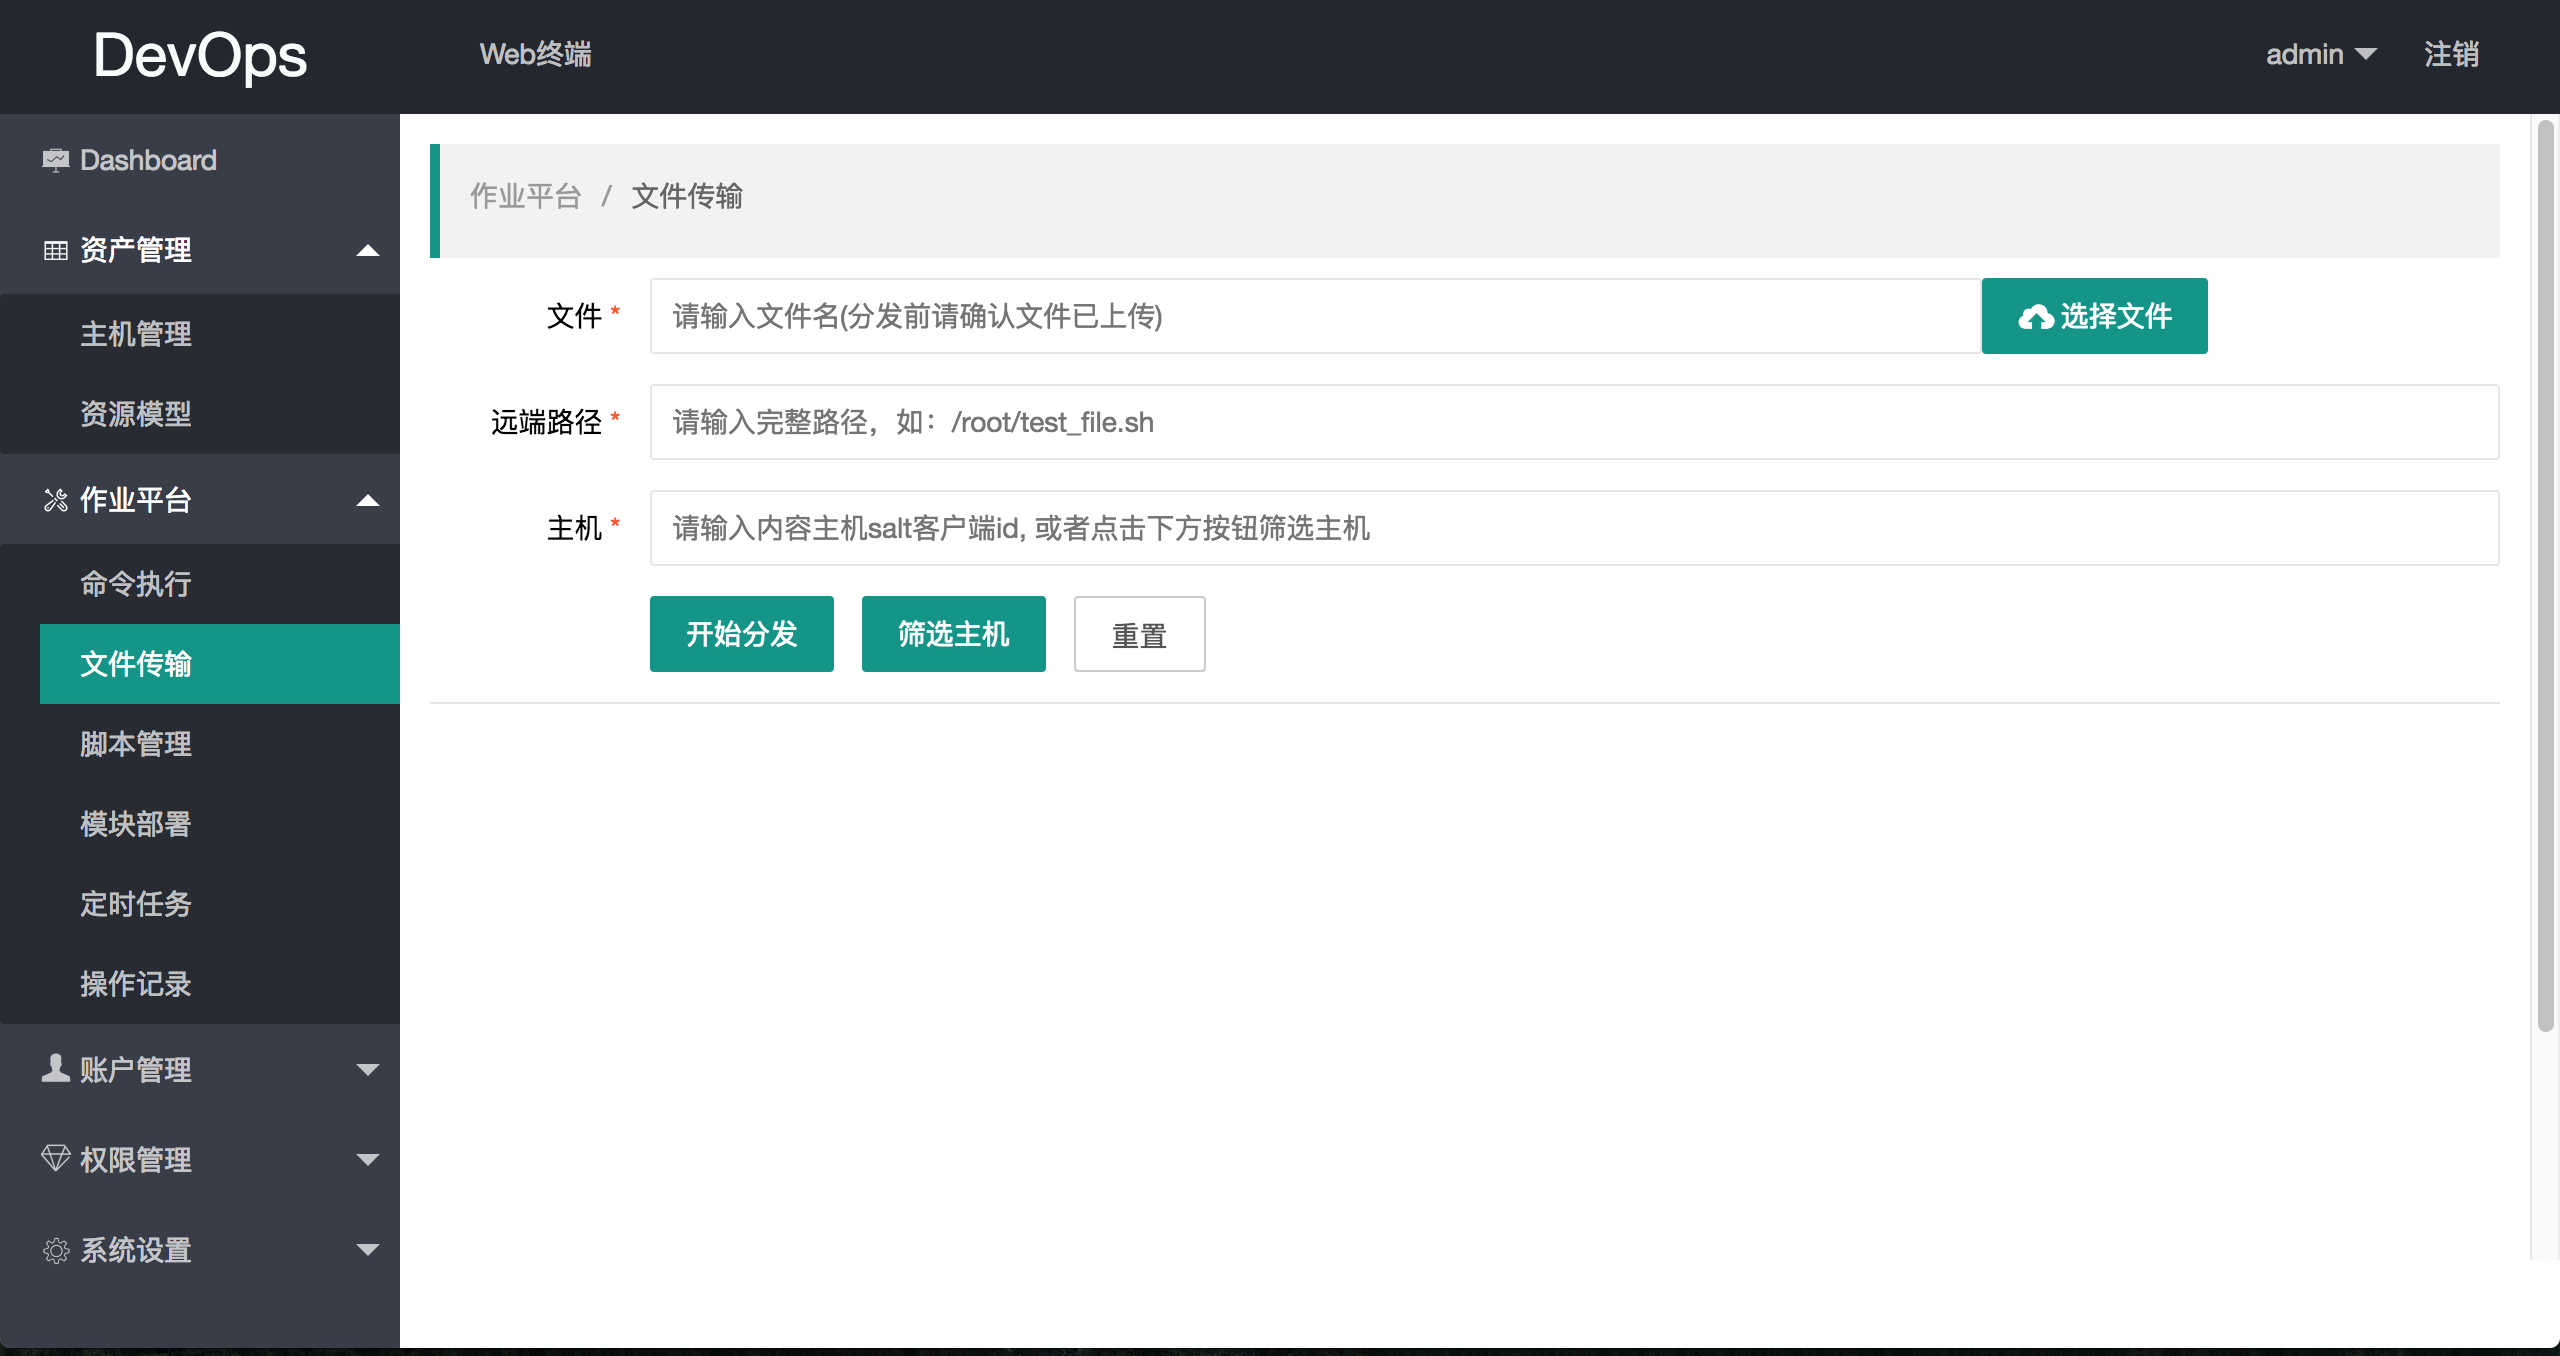 DevOps
Web终端
admin
注销
Dashboard
资产管理
主机管理
资源模型
作业平台
命令执行
文件传输
脚本管理
模块部署
定时任务
操作记录
账户管理
权限管理
系统设置
作业平台 / 文件传输
文件 * 请输入文件名(分发前请确认文件已上传) 选择文件
远端路径 * 请输入完整路径，如：/root/test_file.sh
主机 * 请输入内容主机salt客户端id, 或者点击下方按钮筛选主机
开始分发 筛选主机 重置